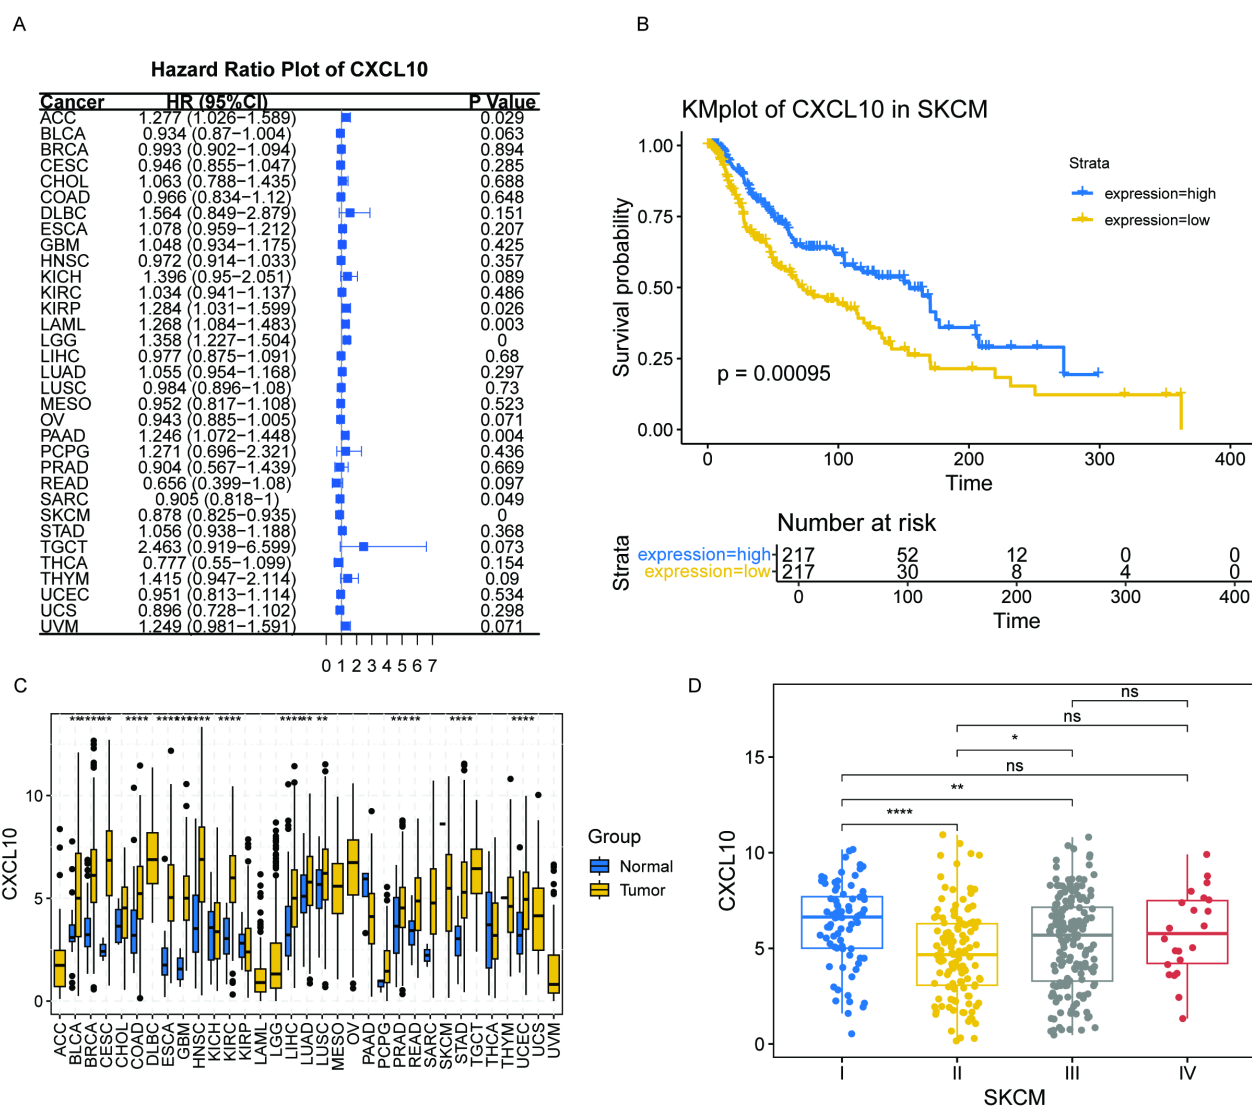 A
Hazard Ratio Plot of CXCL10
Cancer HR (95%CI) P Value
ACC 1.277 (1.026−1.589) 0.029
BLCA 0.934 (0.87−1.004) 0.063
BRCA 0.993 (0.902−1.094) 0.894
CESC 0.946 (0.855−1.047) 0.285
CHOL 1.063 (0.788−1.435) 0.688
COAD 0.966 (0.834−1.12) 0.648
DLBC 1.564 (0.849−2.879) 0.151
ESCA 1.078 (0.959−1.212) 0.207
GBM 1.048 (0.934−1.175) 0.425
HNSC 0.972 (0.914−1.033) 0.357
KICH 1.396 (0.95−2.051) 0.089
KIRC 1.034 (0.941−1.137) 0.486
KIRP 1.284 (1.031−1.599) 0.026
LAML 1.268 (1.084−1.483) 0.003
LGG 1.358 (1.227−1.504) 0
LIHC 0.977 (0.875−1.091) 0.68
LUAD 1.055 (0.954−1.168) 0.297
LUSC 0.984 (0.896−1.08) 0.73
MESO 0.952 (0.817−1.108) 0.523
OV 0.943 (0.885−1.005) 0.071
PAAD 1.246 (1.072−1.448) 0.004
PCPG 1.271 (0.696−2.321) 0.436
PRAD 0.904 (0.567−1.439) 0.669
READ 0.656 (0.399−1.08) 0.097
SARC 0.905 (0.818−1) 0.049
SKCM 0.878 (0.825−0.935) 0
STAD 1.056 (0.938−1.188) 0.368
TGCT 2.463 (0.919−6.599) 0.073
THCA 0.777 (0.55−1.099) 0.154
THYM 1.415 (0.947−2.114) 0.09
UCEC 0.951 (0.813−1.114) 0.534
UCS 0.896 (0.728−1.102) 0.298
UVM 1.249 (0.981−1.591) 0.071
0 1 2 3 4 5 6 7
B
KMplot of CXCL10 in SKCM
Survival probability
1.00
0.75
0.50
0.25
0.00
p = 0.00095
Strata
expression=high
expression=low
0 100 200 300 400
Time
Number at risk
Strata
expression=high 217 52 12 0 0
expression=low 217 30 8 4 0
0 100 200 300 400
Time
C
CXCL10
10
5
0
ACC BLCA BRCA CESC CHOL COAD DLBC ESCA GBM HNSC KICH KIRC KIRP LAML LGG LIHC LUAD LUSC MESO OV PAAD PCPG PRAD READ SARC SKCM STAD TGCT THCA THYM UCEC UCS UVM
Group
Normal
Tumor
D
CXCL10
15
10
5
0
ns
ns
*
ns
**
****
I II III IV
SKCM